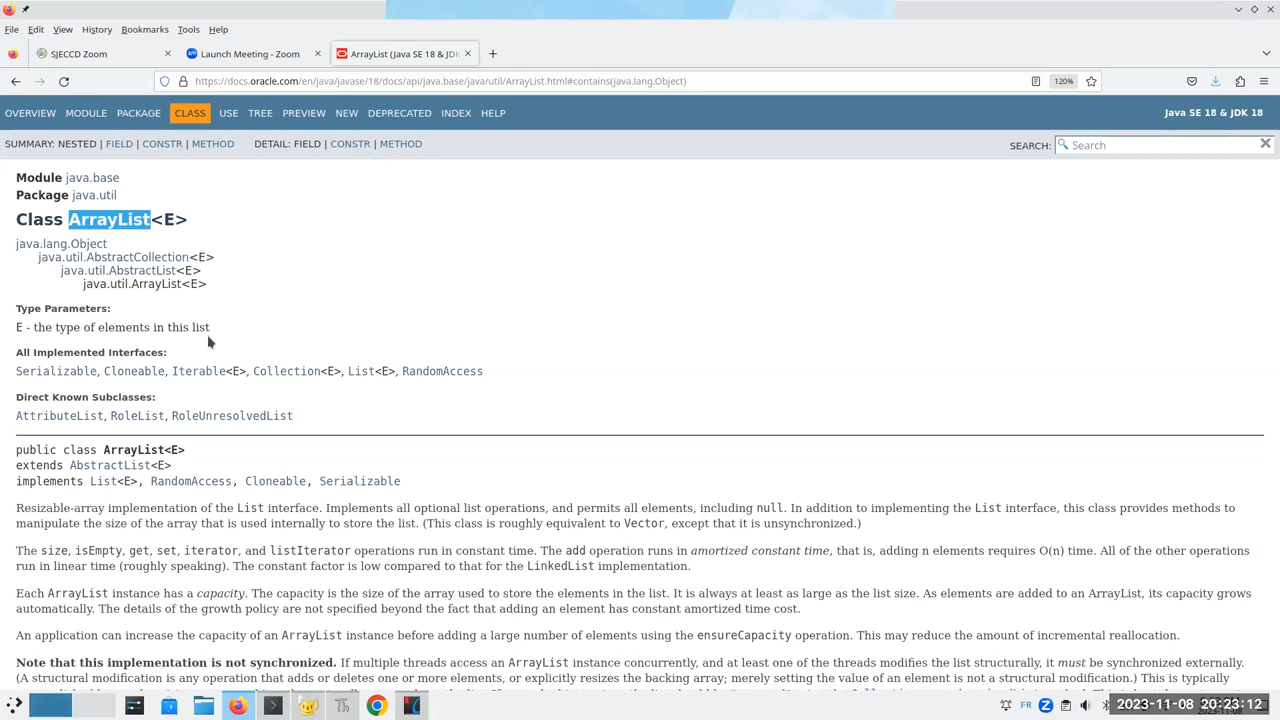 File Edit View History Bookmarks Tools Help
SJECCD Zoom
Launch Meeting - Zoom
ArrayList (Java SE 18 & JDK
https://docs.oracle.com/en/java/javase/18/docs/api/java.base/java/util/ArrayList.html#contains(java.lang.Object)
120%
OVERVIEW MODULE PACKAGE CLASS USE TREE PREVIEW NEW DEPRECATED INDEX HELP
Java SE 18 & JDK 18
SUMMARY: NESTED | FIELD | CONSTR | METHOD DETAIL: FIELD | CONSTR | METHOD
SEARCH: Search
Module java.base
Package java.util
Class ArrayList<E>
java.lang.Object
java.util.AbstractCollection<E>
java.util.AbstractList<E>
java.util.ArrayList<E>
Type Parameters:
E - the type of elements in this list
All Implemented Interfaces:
Serializable, Cloneable, Iterable<E>, Collection<E>, List<E>, RandomAccess
Direct Known Subclasses:
AttributeList, RoleList, RoleUnresolvedList
public class ArrayList<E>
extends AbstractList<E>
implements List<E>, RandomAccess, Cloneable, Serializable
Resizable-array implementation of the List interface. Implements all optional list operations, and permits all elements, including null. In addition to implementing the List interface, this class provides methods to
manipulate the size of the array that is used internally to store the list. (This class is roughly equivalent to Vector, except that it is unsynchronized.)
The size, isEmpty, get, set, iterator, and listIterator operations run in constant time. The add operation runs in amortized constant time, that is, adding n elements requires O(n) time. All of the other operations
run in linear time (roughly speaking). The constant factor is low compared to that for the LinkedList implementation.
Each ArrayList instance has a capacity. The capacity is the size of the array used to store the elements in the list. It is always at least as large as the list size. As elements are added to an ArrayList, its capacity grows
automatically. The details of the growth policy are not specified beyond the fact that adding an element has constant amortized time cost.
An application can increase the capacity of an ArrayList instance before adding a large number of elements using the ensureCapacity operation. This may reduce the amount of incremental reallocation.
Note that this implementation is not synchronized. If multiple threads access an ArrayList instance concurrently, and at least one of the threads modifies the list structurally, it must be synchronized externally.
(A structural modification is any operation that adds or deletes one or more elements, or explicitly resizes the backing array; merely setting the value of an element is not a structural modification.) This is typically
Th
FR
2023-11-08 20:23:12